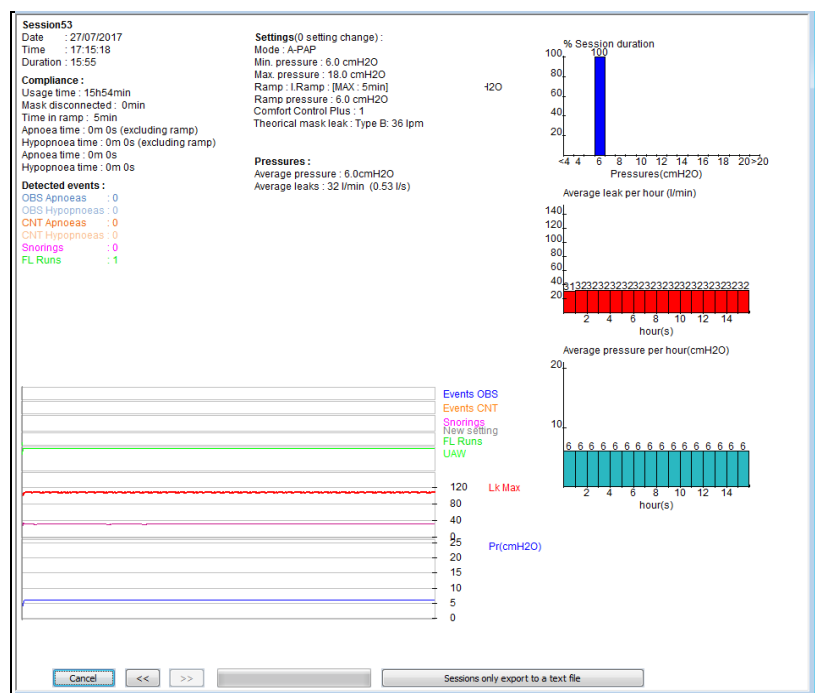 Session53
Date : 27/07/2017
Time : 17:15:18
Duration : 15:55
Compliance :
Usage time : 15h54min
Mask disconnected : 0min
Time in ramp : 5min
Apnoea time : 0m 0s (excluding ramp)
Hypopnoea time : 0m 0s (excluding ramp)
Apnoea time : 0m 0s
Hypopnoea time : 0m 0s
Detected events :
OBS Apnoeas : 0
OBS Hypopnoeas : 0
CNT Apnoeas : 0
CNT Hypopnoeas : 0
Snorings : 0
FL Runs : 1
Settings(0 setting change) :
Mode : A-PAP
Min. pressure : 6.0 cmH2O
Max. pressure : 18.0 cmH2O
Ramp : I.Ramp : [MAX : 5min]
Ramp pressure : 6.0 cmH2O
Comfort Control Plus : 1
Theorical mask leak : Type B: 36 lpm
Pressures :
Average pressure : 6.0cmH2O
Average leaks : 32 l/min (0.53 l/s)
H2O
% Session duration
100
100
80
60
40
20
<4 4 6 8 10 12 14 16 18 20>20
Pressures(cmH2O)
Average leak per hour (l/min)
140
120
100
80
60
40
20
31323232323232323232323232323232
2 4 6 8 10 12 14
hour(s)
Average pressure per hour(cmH2O)
20
10
6 6 6 6 6 6 6 6 6 6 6 6 6 6 6 6
2 4 6 8 10 12 14
hour(s)
Events OBS
Events CNT
Snorings
New setting
FL Runs
UAW
120 Lk Max
80
40
0
25 Pr(cmH2O)
20
15
10
5
0
Cancel << >> Sessions only export to a text file